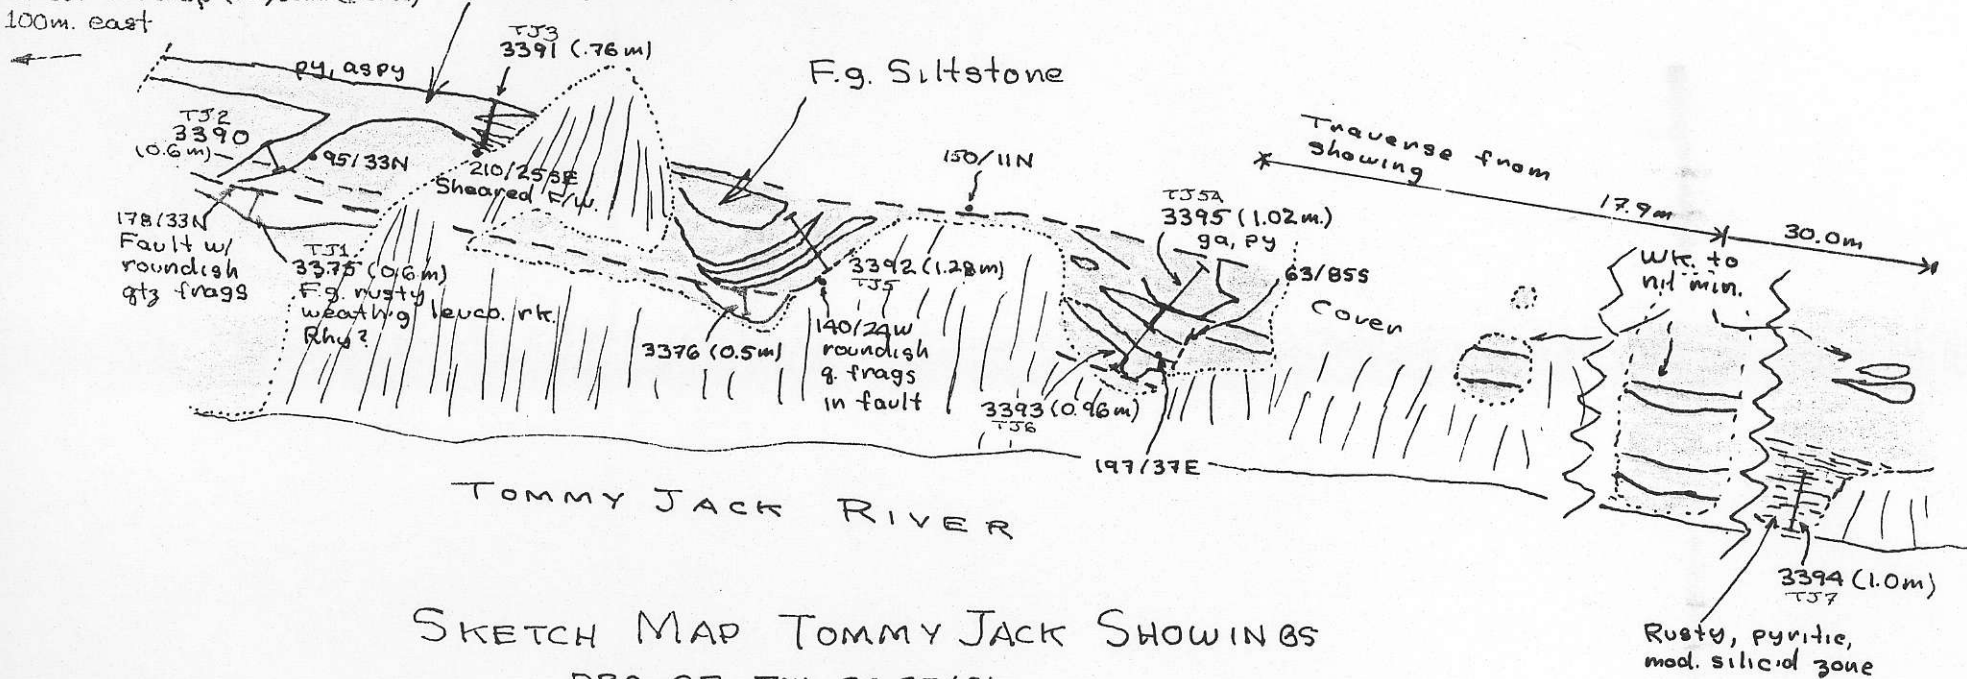 100m. east
TJ3
3391 (.76m)
py, aspy
F.g. Siltstone
TJ2
3390
(0.6m)
95/33N
210/25SE
Sheared F/W.
150/11N
Traverse from
showing
17.9m
30.0m
TJ5A
3395 (1.02m.)
ga, py
63/85S
Cover
Wk. to
nil min.
178/33N
Fault w/
roundish
qtz frags
TJ1
3375 (0.6m)
F.g. rusty
weath'g leuco. rk.
Rhy?
3376 (0.5m)
3392 (1.28m)
TJ5
140/24W
roundish
q. frags
in fault
3393 (0.96m)
TJ6
197/37E
TOMMY JACK RIVER
3394 (1.0m)
TJ7
Rusty, pyritic,
mod. silic'd zone
SKETCH MAP TOMMY JACK SHOWINGS